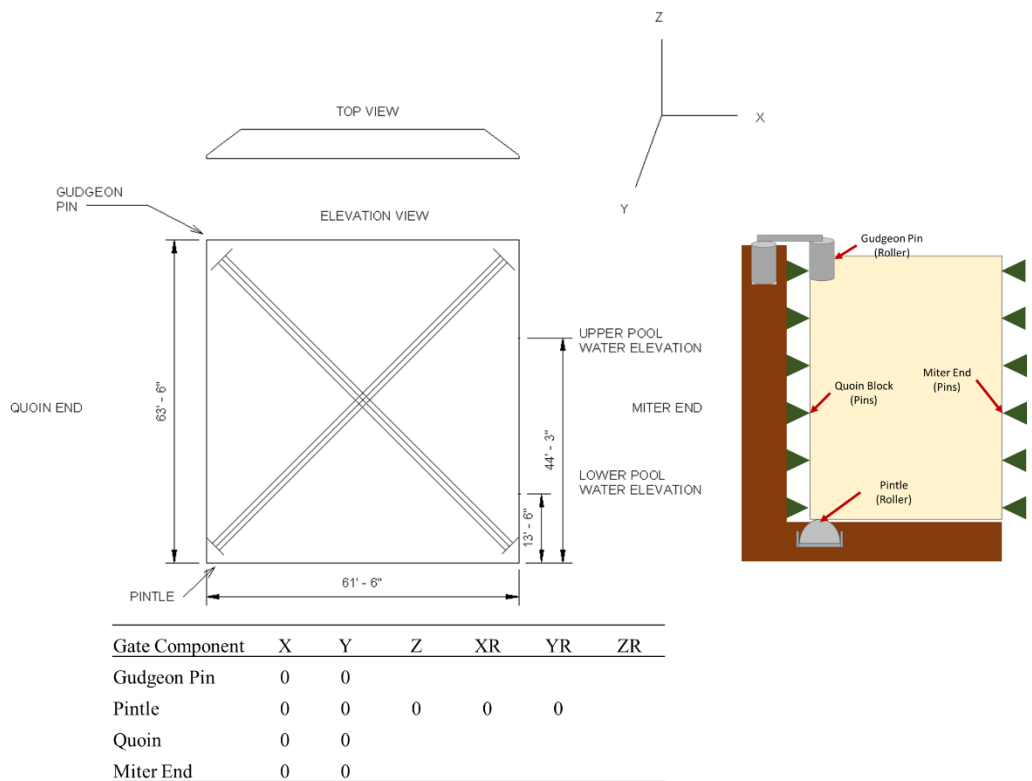 TOP VIEW
Z
X
Y
GUDGEON
PIN
ELEVATION VIEW
Gudgeon Pin
(Roller)
UPPER POOL
WATER ELEVATION
QUOIN END
63' - 6"
MITER END
44' - 3"
Quoin Block
(Pins)
Miter End
(Pins)
LOWER POOL
WATER ELEVATION
13' - 6"
Pintle
(Roller)
61' - 6"
PINTLE
Gate Component X Y Z XR YR ZR
Gudgeon Pin 0 0
Pintle 0 0 0 0 0
Quoin 0 0
Miter End 0 0